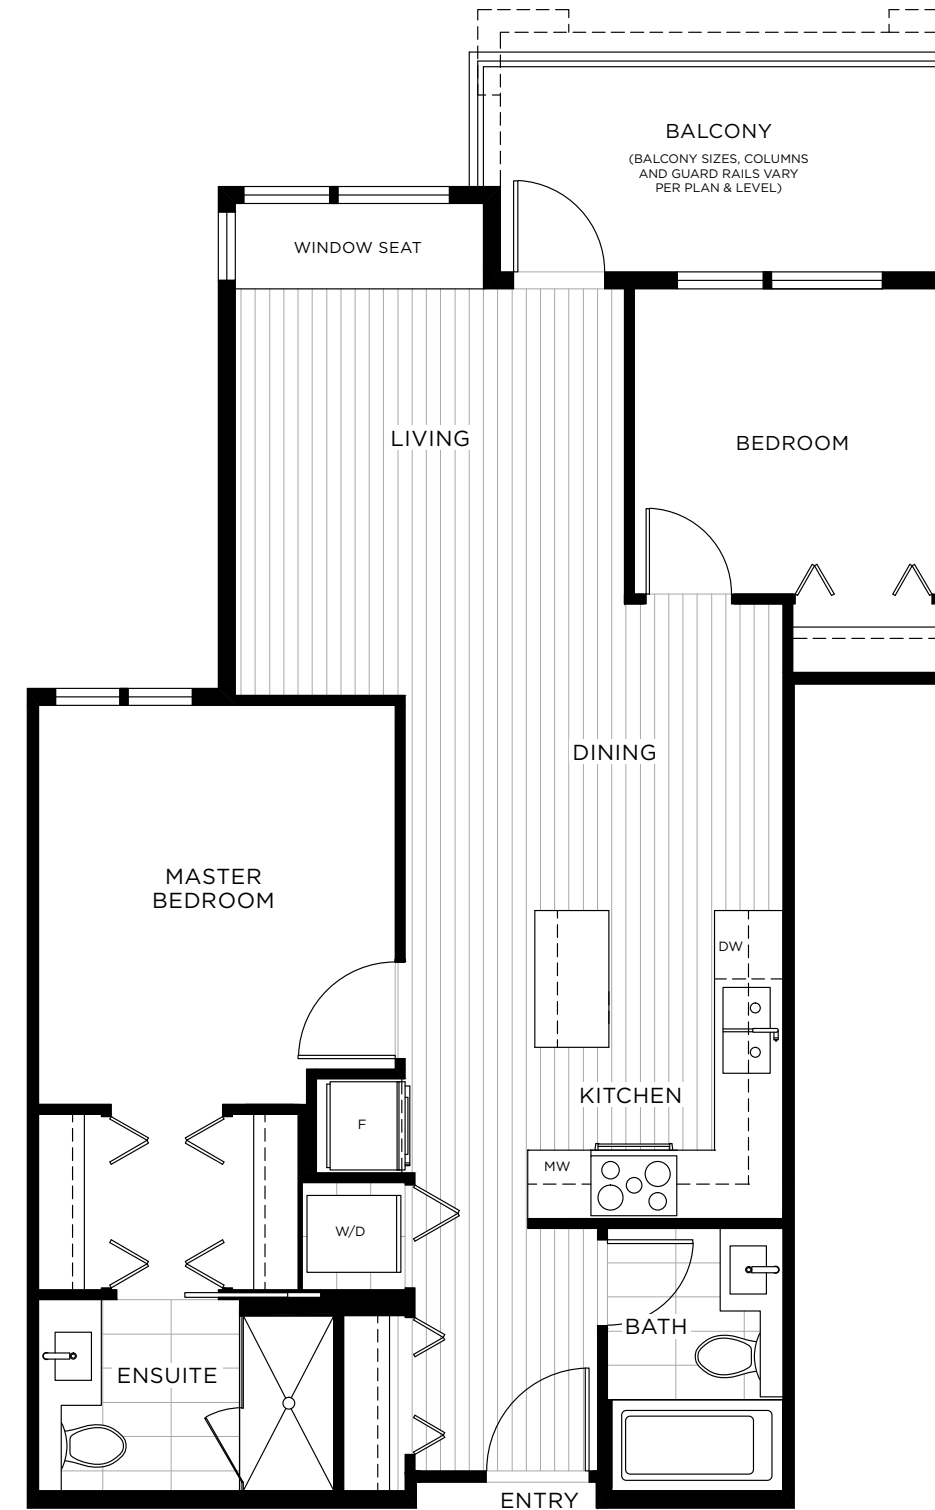 BALCONY
(BALCONY SIZES, COLUMNS
AND GUARD RAILS VARY
PER PLAN & LEVEL)
WINDOW SEAT
LIVING
BEDROOM
DINING
MASTER
BEDROOM
DW
KITCHEN
F
MW
W/D
BATH
ENSUITE
ENTRY